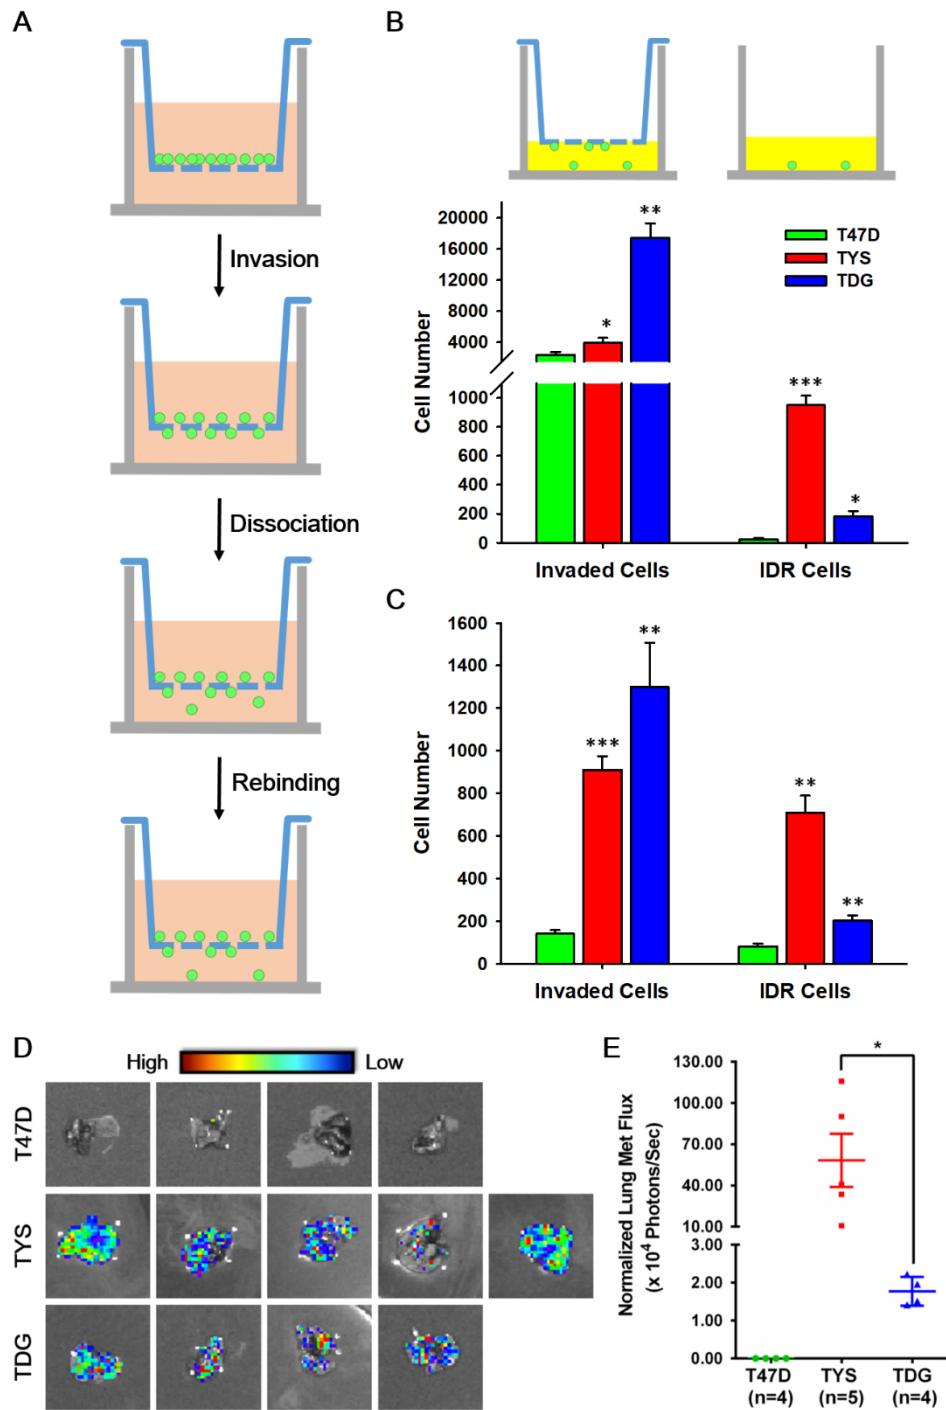 A
Invasion
Dissociation
Rebinding
B
20000
16000
12000
8000
4000
1000
800
600
400
200
0
Cell Number
**
*
***
*
T47D
TYS
TDG
Invaded Cells
IDR Cells
C
1600
1400
1200
1000
800
600
400
200
0
Cell Number
***
**
**
**
Invaded Cells
IDR Cells
D
High
Low
T47D
TYS
TDG
E
Normalized Lung Met Flux
(x 10⁴ Photons/Sec)
130.00
100.00
70.00
40.00
10.00
3.00
2.00
1.00
0.00
*
T47D TYS TDG
(n=4) (n=5) (n=4)